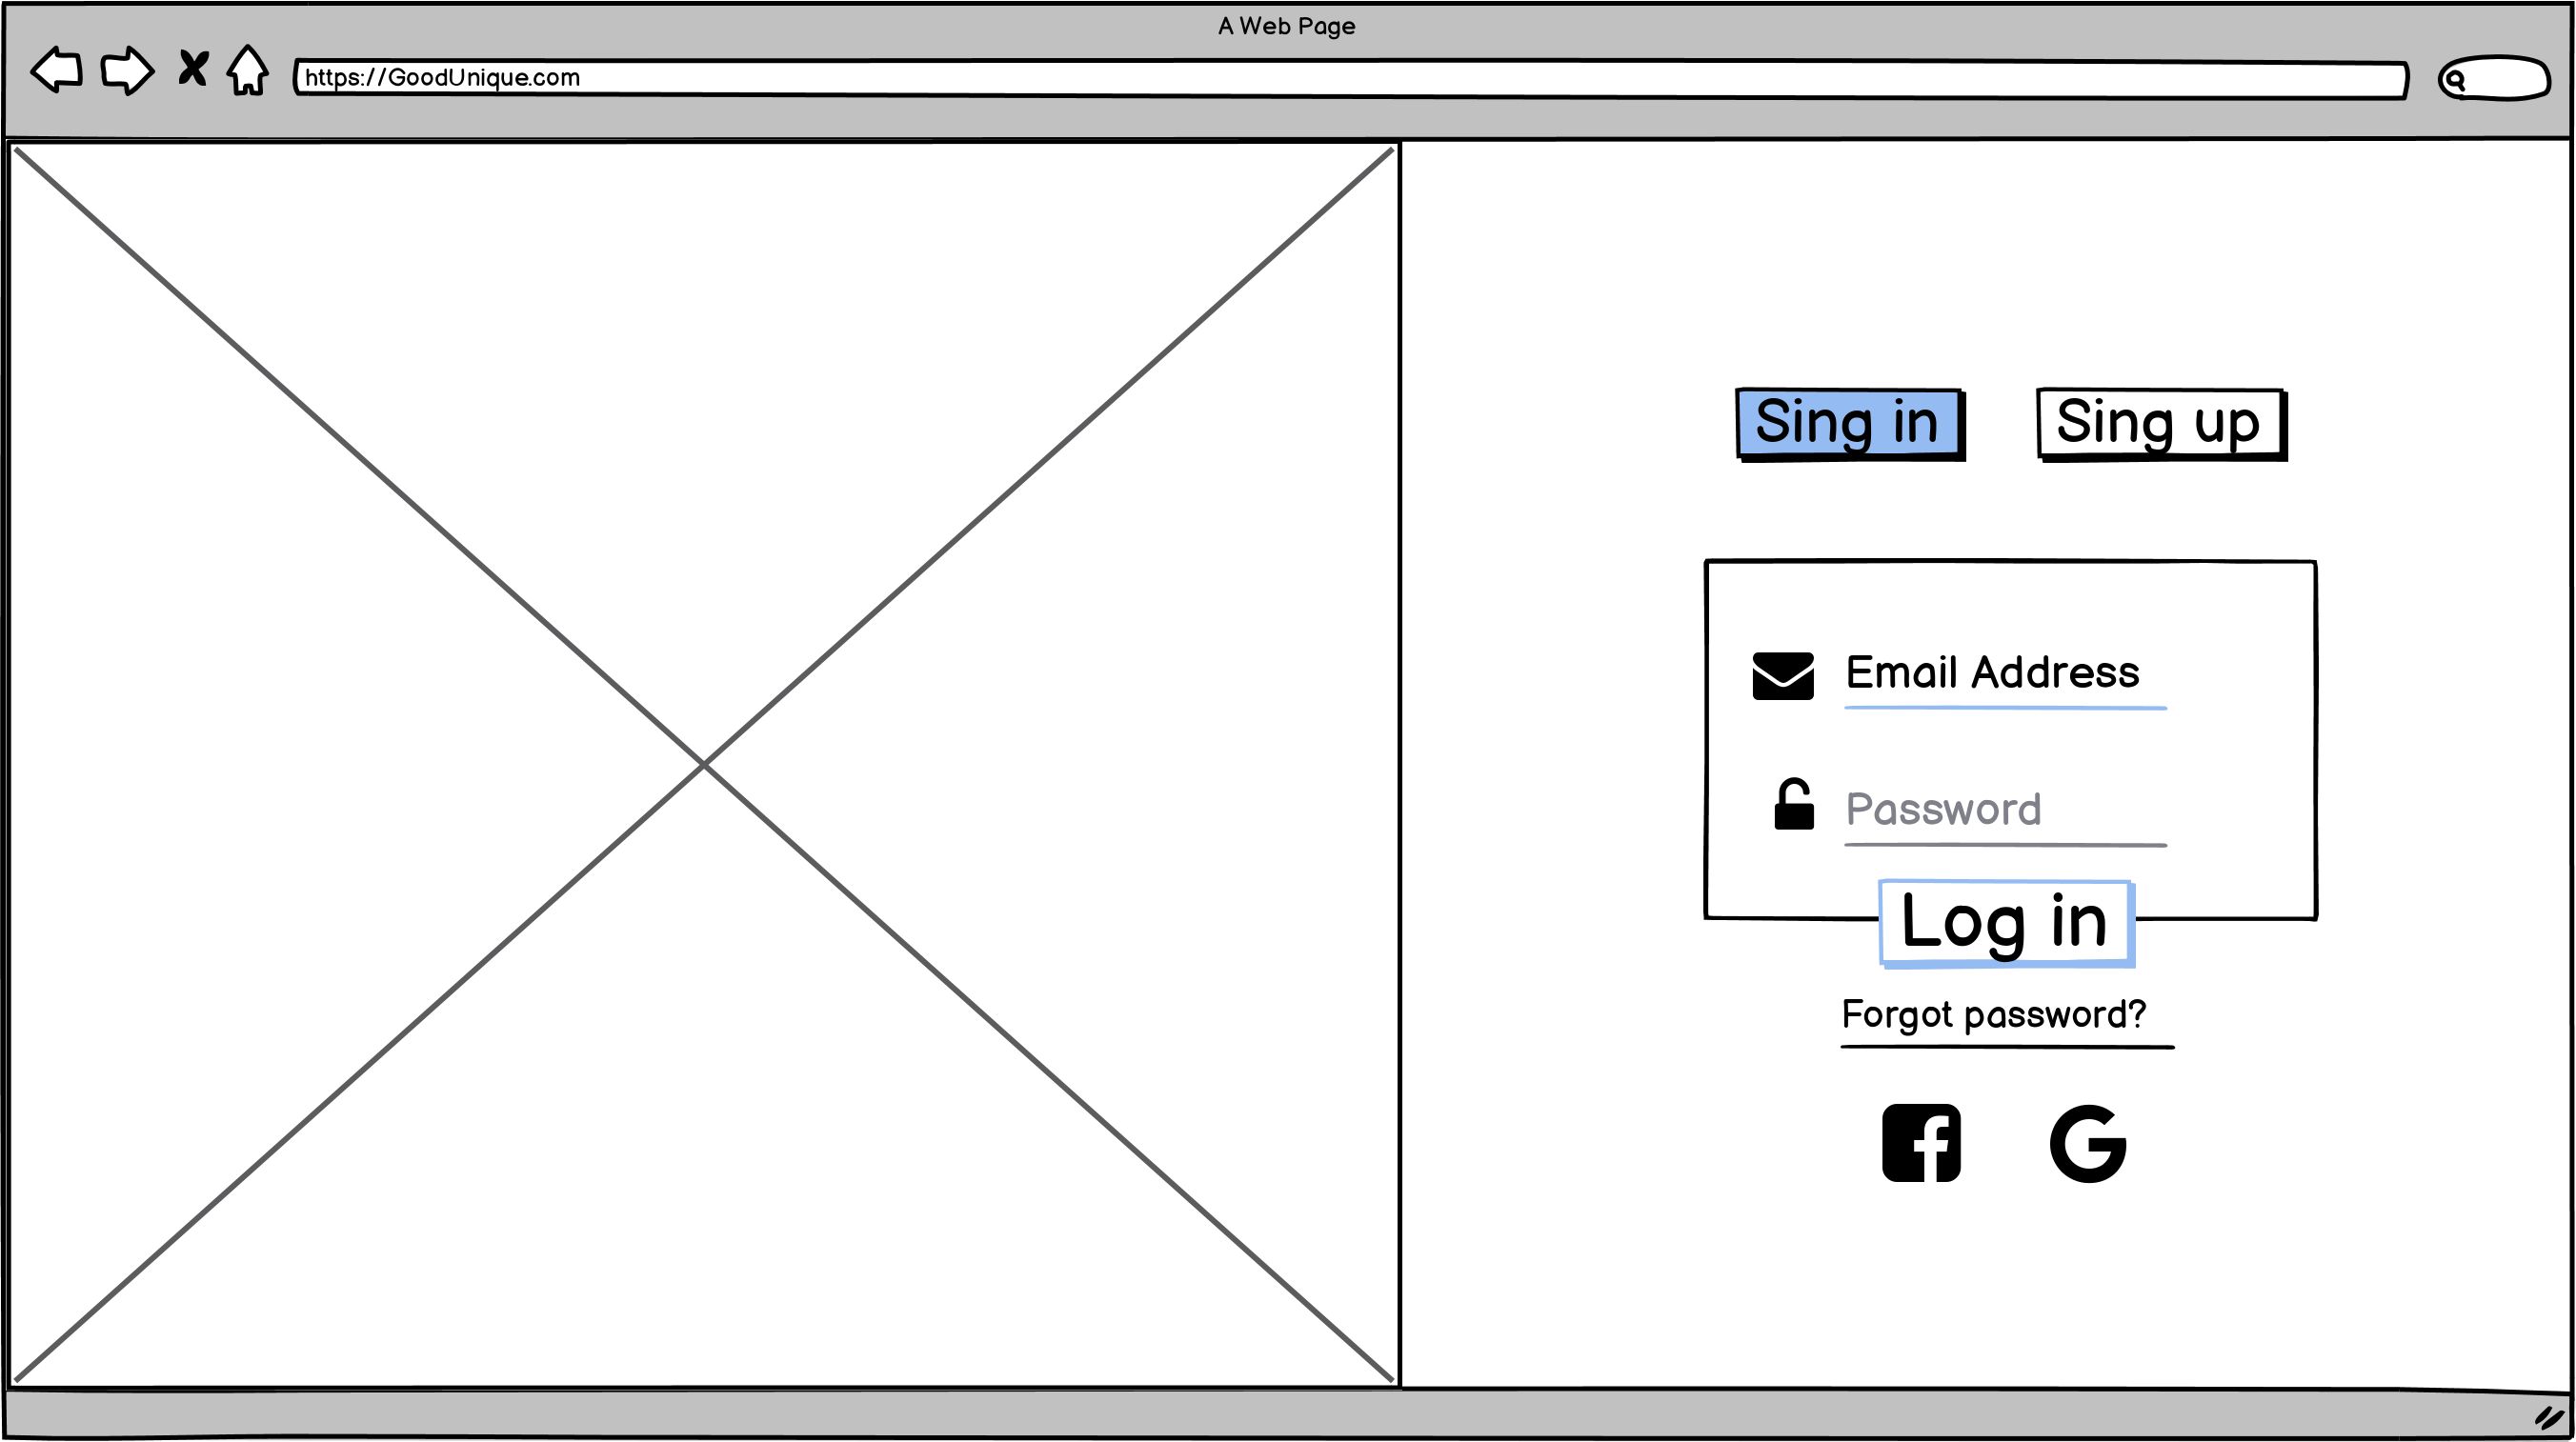 A Web Page
https://GoodUnique.com
Sing in
Sing up
Email Address
Password
Log in
Forgot password?